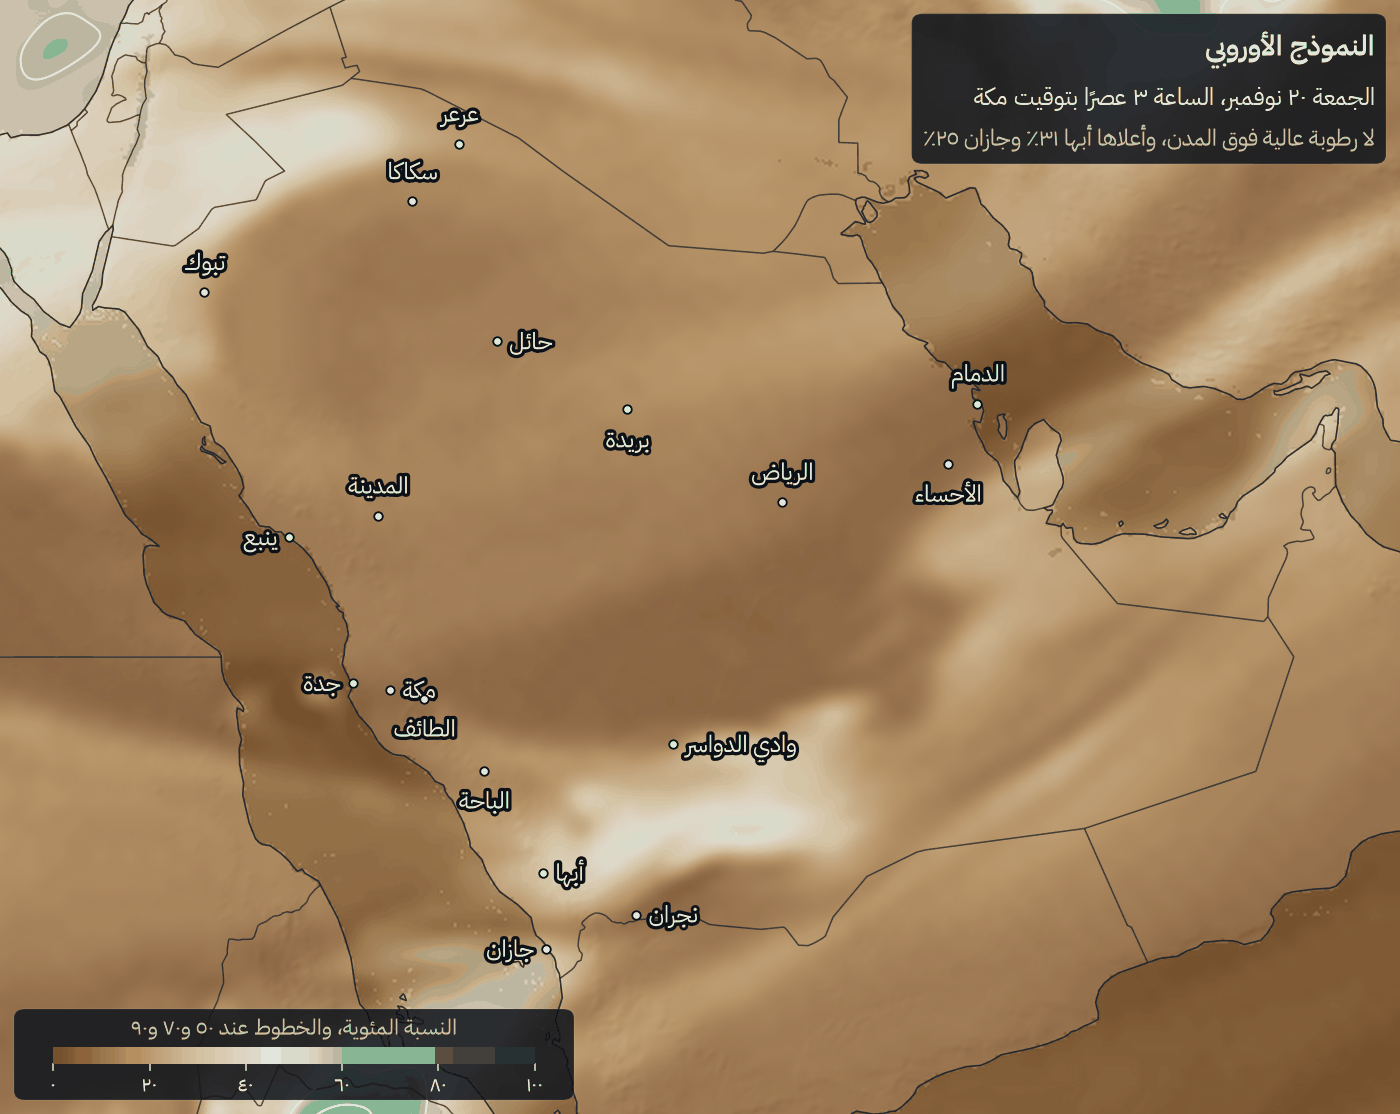 النموذج الأوروبي
الجمعة ٢٠ نوفمبر، الساعة ٣ عصرًا بتوقيت مكة
لا رطوبة عالية فوق المدن، وأعلاها أبها ٣١٪ وجازان ٢٥٪
عرعر
سكاكا
تبوك
حائل
الدمام
بريدة
الرياض
المدينة
الأحساء
ينبع
جدة
مكة
الطائف
وادي الدواسر
الباحة
أبها
نجران
جازان
النسبة المئوية، والخطوط عند ٥٠ و٧٠ و٩٠
٠ ٢٠ ٤٠ ٦٠ ٨٠ ١٠٠